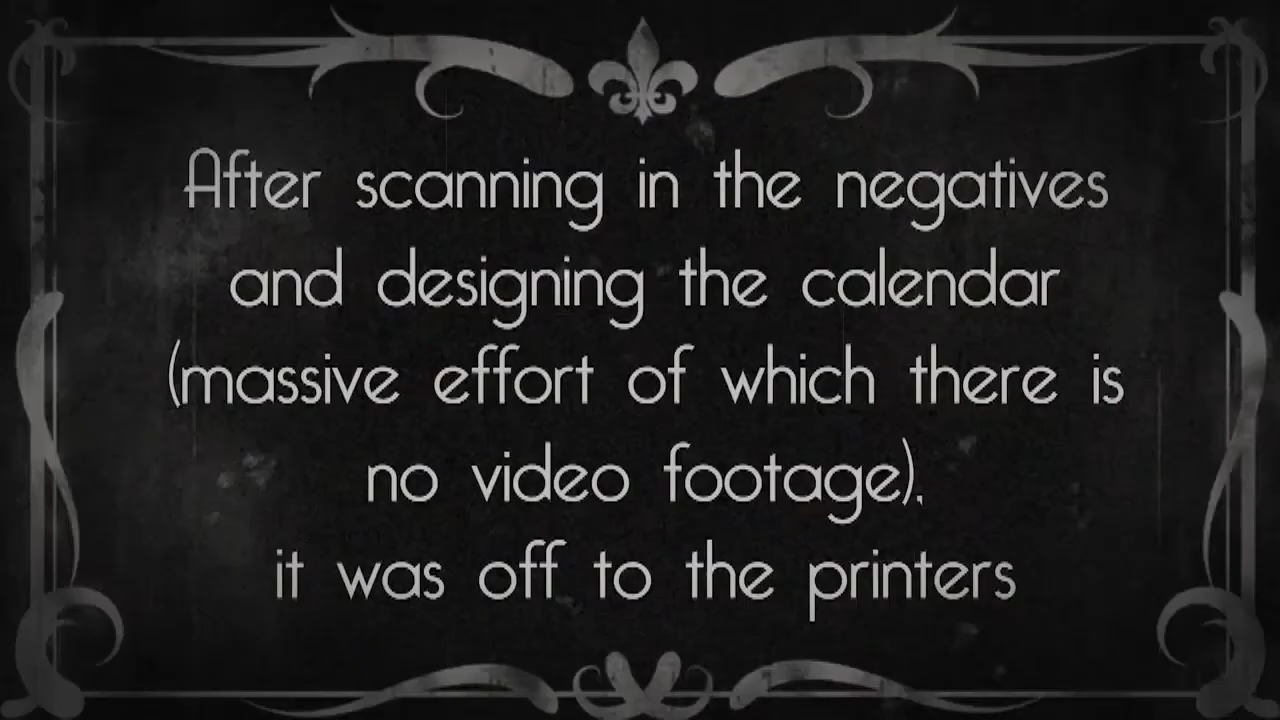 After scanning in the negatives
and designing the calendar
(massive effort of which there is
no video footage),
it was off to the printers